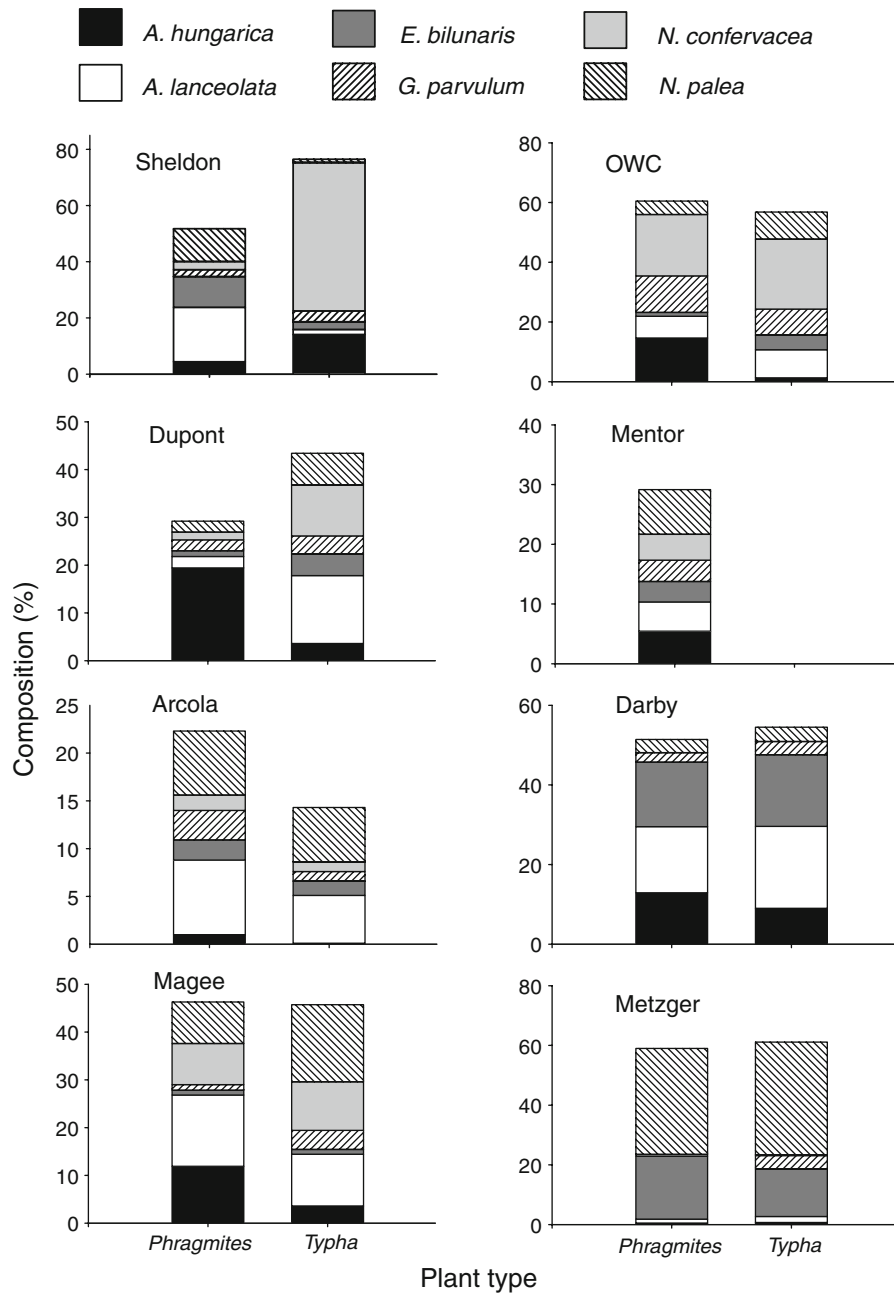 A. hungarica
E. bilunaris
N. confervacea
A. lanceolata
G. parvulum
N. palea
Composition (%)
Sheldon
80
60
40
20
0
OWC
80
60
40
20
0
Dupont
50
40
30
20
10
0
Mentor
40
30
20
10
0
Arcola
25
20
15
10
5
0
Darby
60
40
20
0
Magee
50
40
30
20
10
0
Phragmites
Typha
Metzger
80
60
40
20
0
Phragmites
Typha
Plant type